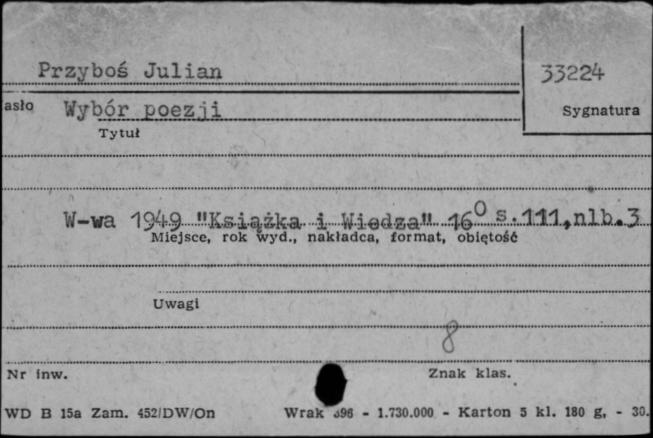 Przyboś Julian
33224
asło Wybór poezji
Sygnatura
Tytuł
W-wa 1949 "Książka i Wiedza" 16⁰ s.111,nlb.3
Miejsce, rok wyd., nakładca, format, obiętość
Uwagi
8
Nr inw.
Znak klas.
WD B 15a Zam. 452/DW/On Wrak 96 - 1.730.000 - Karton 5 kl. 180 g, - 30.